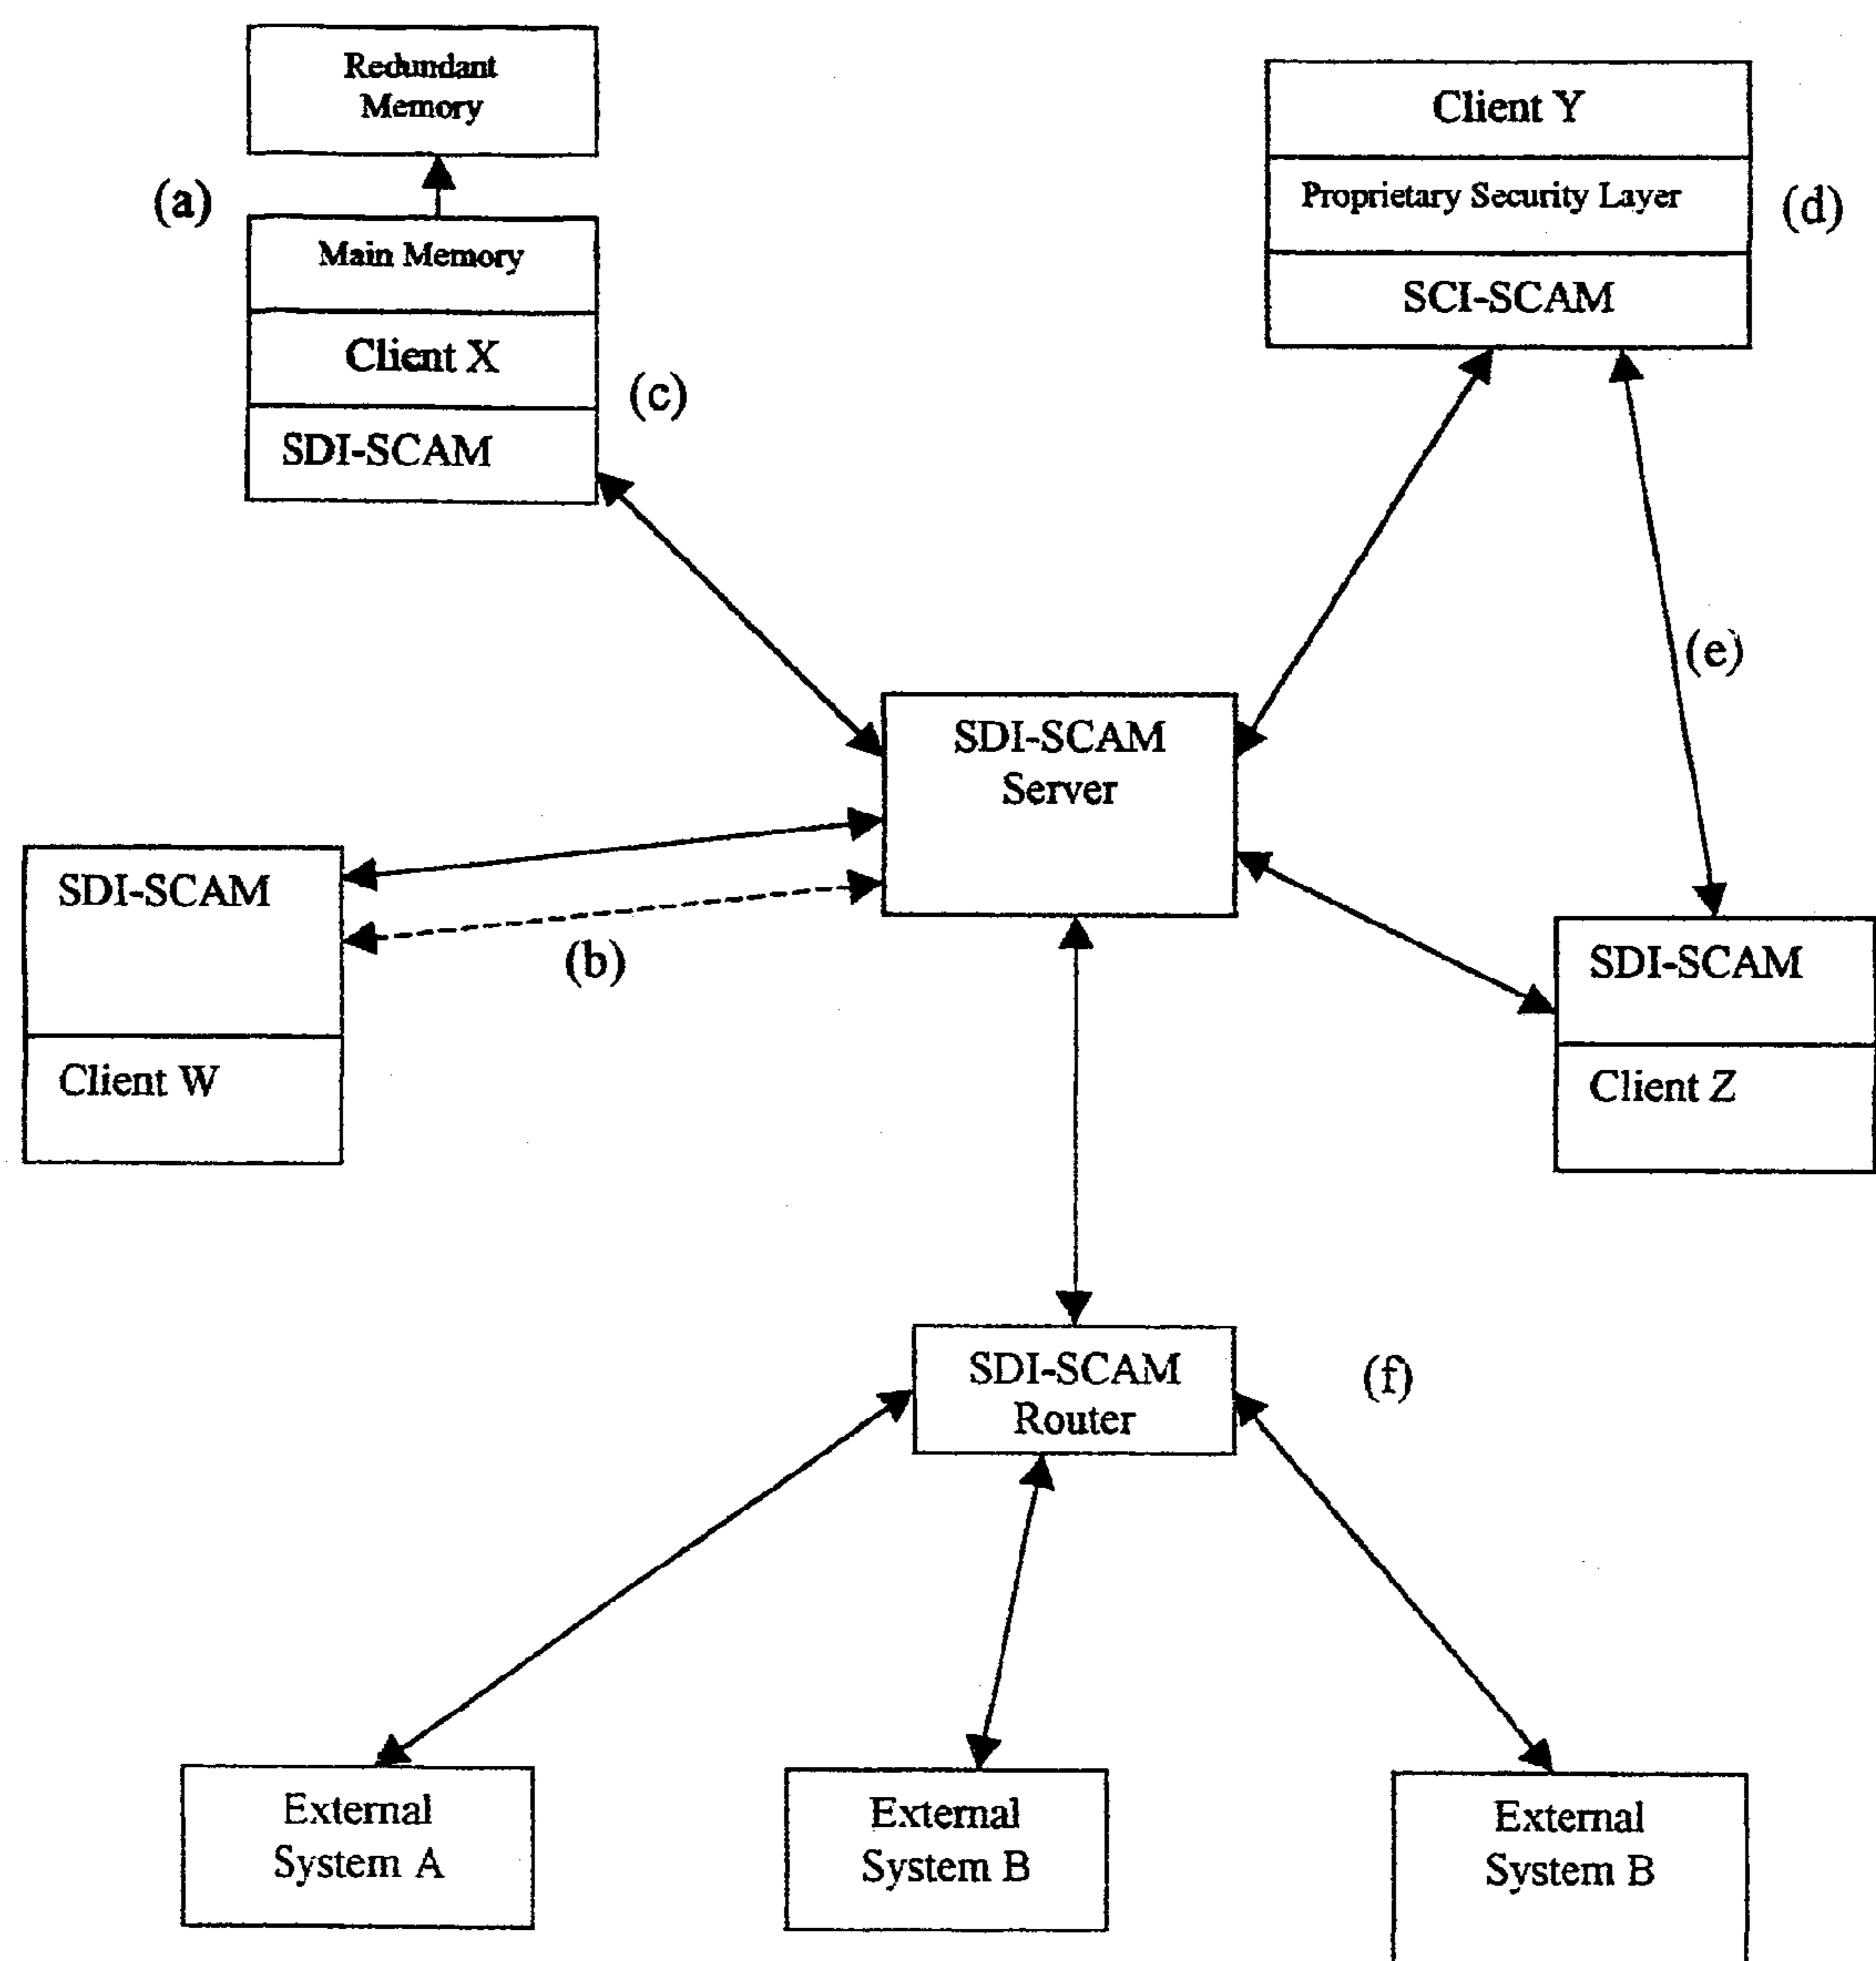 Redundant
Memory
(a)
Main Memory
Client X
(c)
SDI-SCAM
Client Y
Proprietary Security Layer
(d)
SCI-SCAM
(e)
SDI-SCAM
Server
SDI-SCAM
(b)
Client W
SDI-SCAM
Client Z
SDI-SCAM
Router
(f)
External
System A
External
System B
External
System B